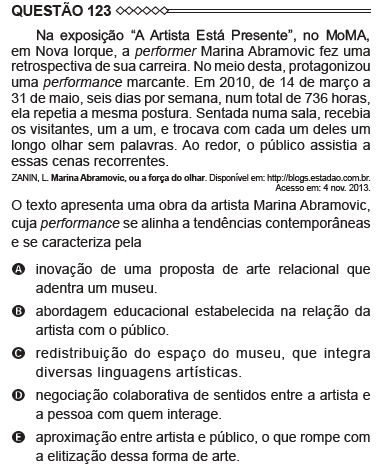 QUESTÃO 123
Na exposição “A Artista Está Presente”, no MoMA,
em Nova Iorque, a performer Marina Abramovic fez uma
retrospectiva de sua carreira. No meio desta, protagonizou
uma performance marcante. Em 2010, de 14 de março a
31 de maio, seis dias por semana, num total de 736 horas,
ela repetia a mesma postura. Sentada numa sala, recebia
os visitantes, um a um, e trocava com cada um deles um
longo olhar sem palavras. Ao redor, o público assistia a
essas cenas recorrentes.
ZANIN, L. Marina Abramovic, ou a força do olhar. Disponível em: http://blogs.estadao.com.br.
Acesso em: 4 nov. 2013.
O texto apresenta uma obra da artista Marina Abramovic,
cuja performance se alinha a tendências contemporâneas
e se caracteriza pela
A inovação de uma proposta de arte relacional que
adentra um museu.
B abordagem educacional estabelecida na relação da
artista com o público.
C redistribuição do espaço do museu, que integra
diversas linguagens artísticas.
D negociação colaborativa de sentidos entre a artista e
a pessoa com quem interage.
E aproximação entre artista e público, o que rompe com
a elitização dessa forma de arte.